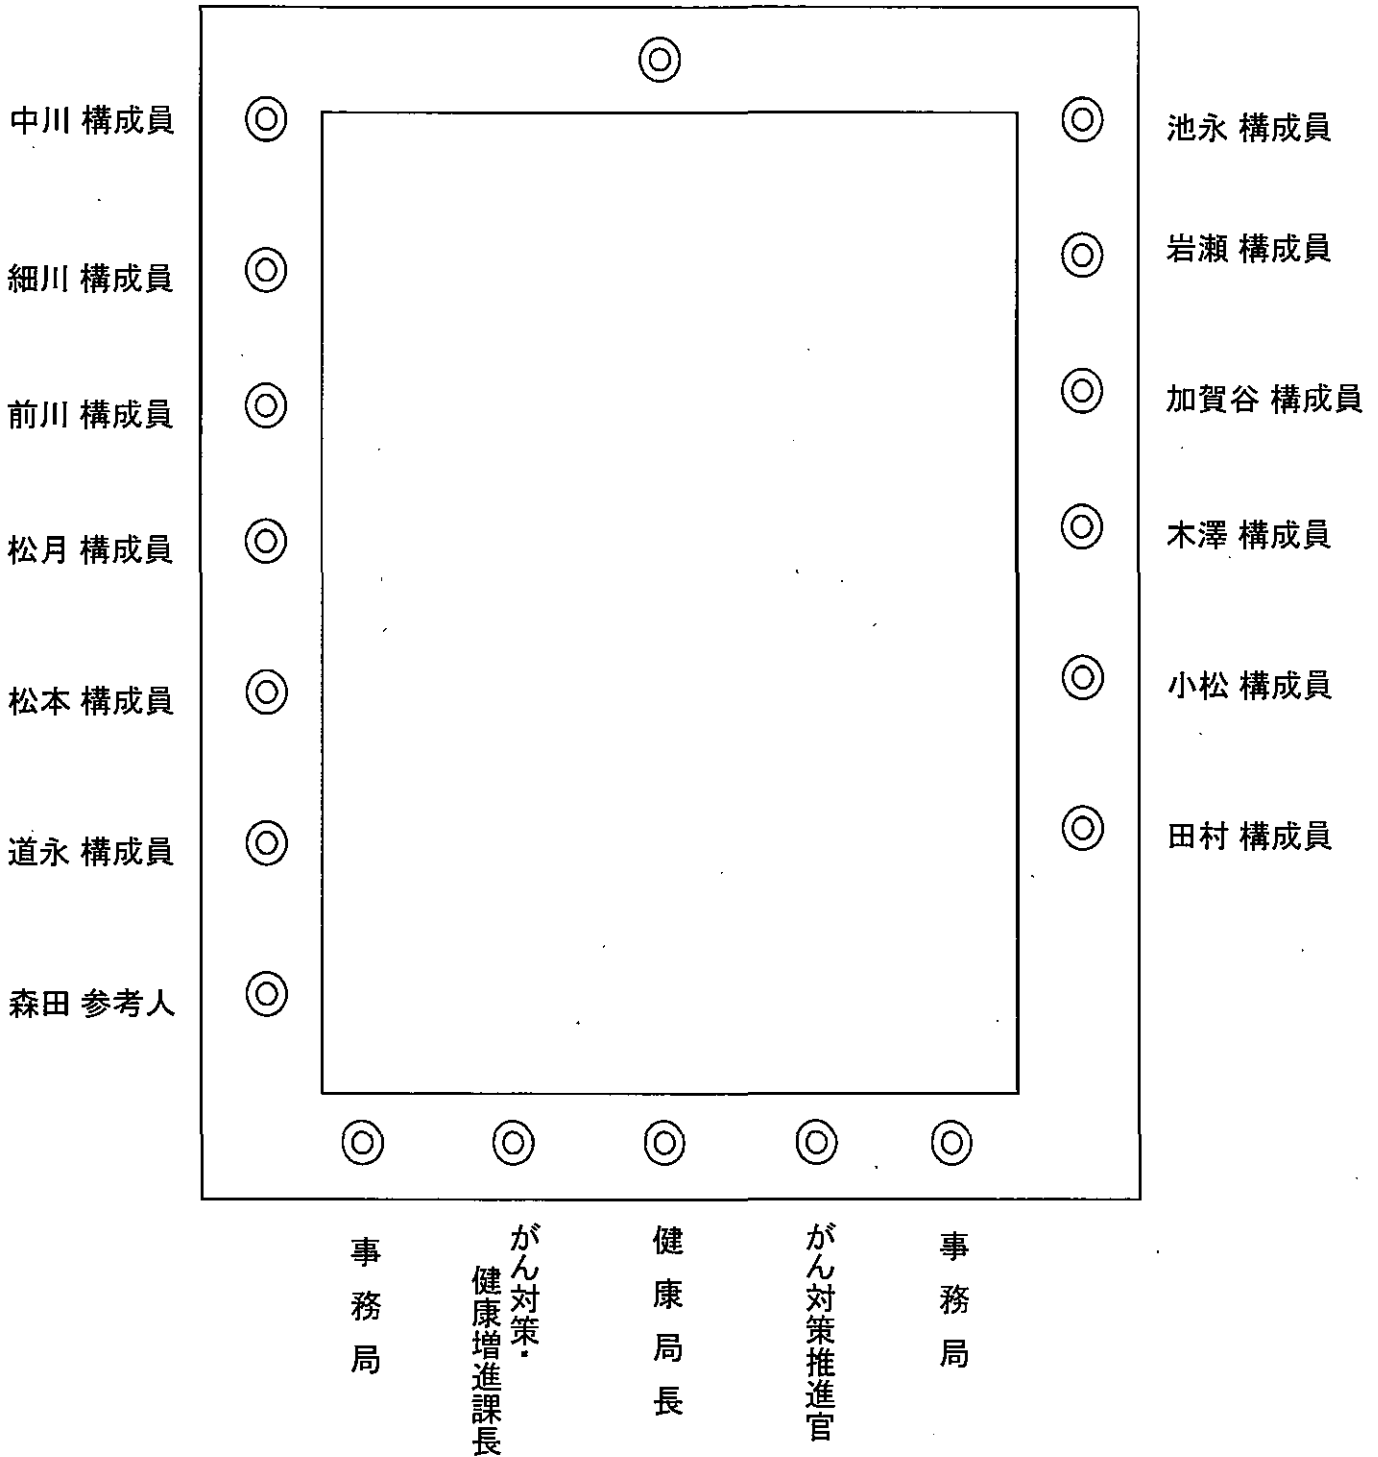 中川 構成員
細川 構成員
前川 構成員
松月 構成員
松本 構成員
道永 構成員
森田 参考人
池永 構成員
岩瀬 構成員
加賀谷 構成員
木澤 構成員
小松 構成員
田村 構成員
事務局
がん対策・
健康増進課長
健康局長
がん対策推進官
事務局